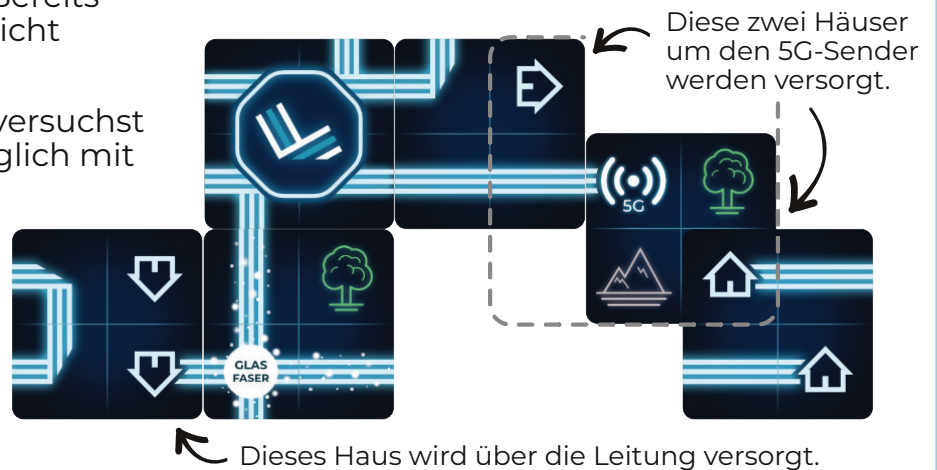 Bereits
icht
versuchst
glich mit
Diese zwei Häuser
um den 5G-Sender
werden versorgt.
5G
GLAS
FASER
Dieses Haus wird über die Leitung versorgt.